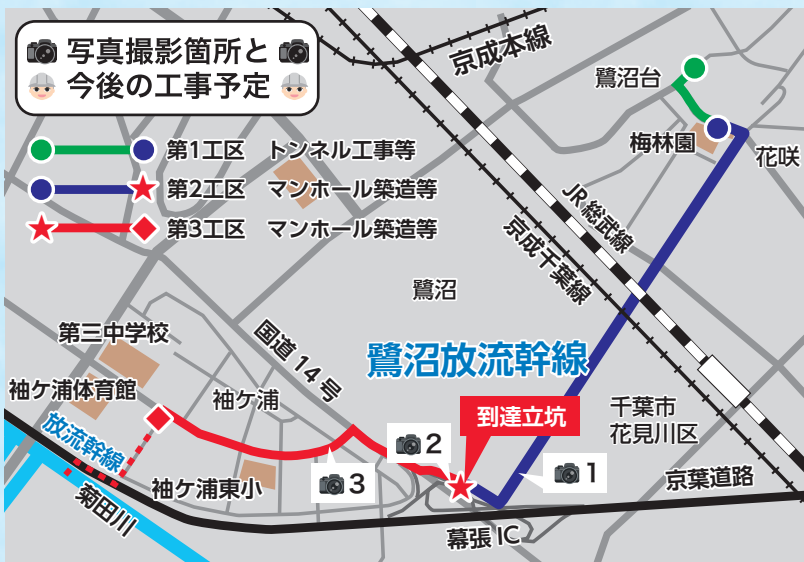 写真撮影箇所と
今後の工事予定
第1工区 トンネル工事等
第2工区 マンホール築造等
第3工区 マンホール築造等
京成本線
鷺沼台
梅林園
花咲
JR総武線
京成千葉線
鷺沼
国道14号
鷺沼放流幹線
第三中学校
袖ケ浦体育館
袖ケ浦
放流幹線
到達立坑
千葉市
花見川区
2
1
3
袖ケ浦東小
京葉道路
菊田川
幕張IC